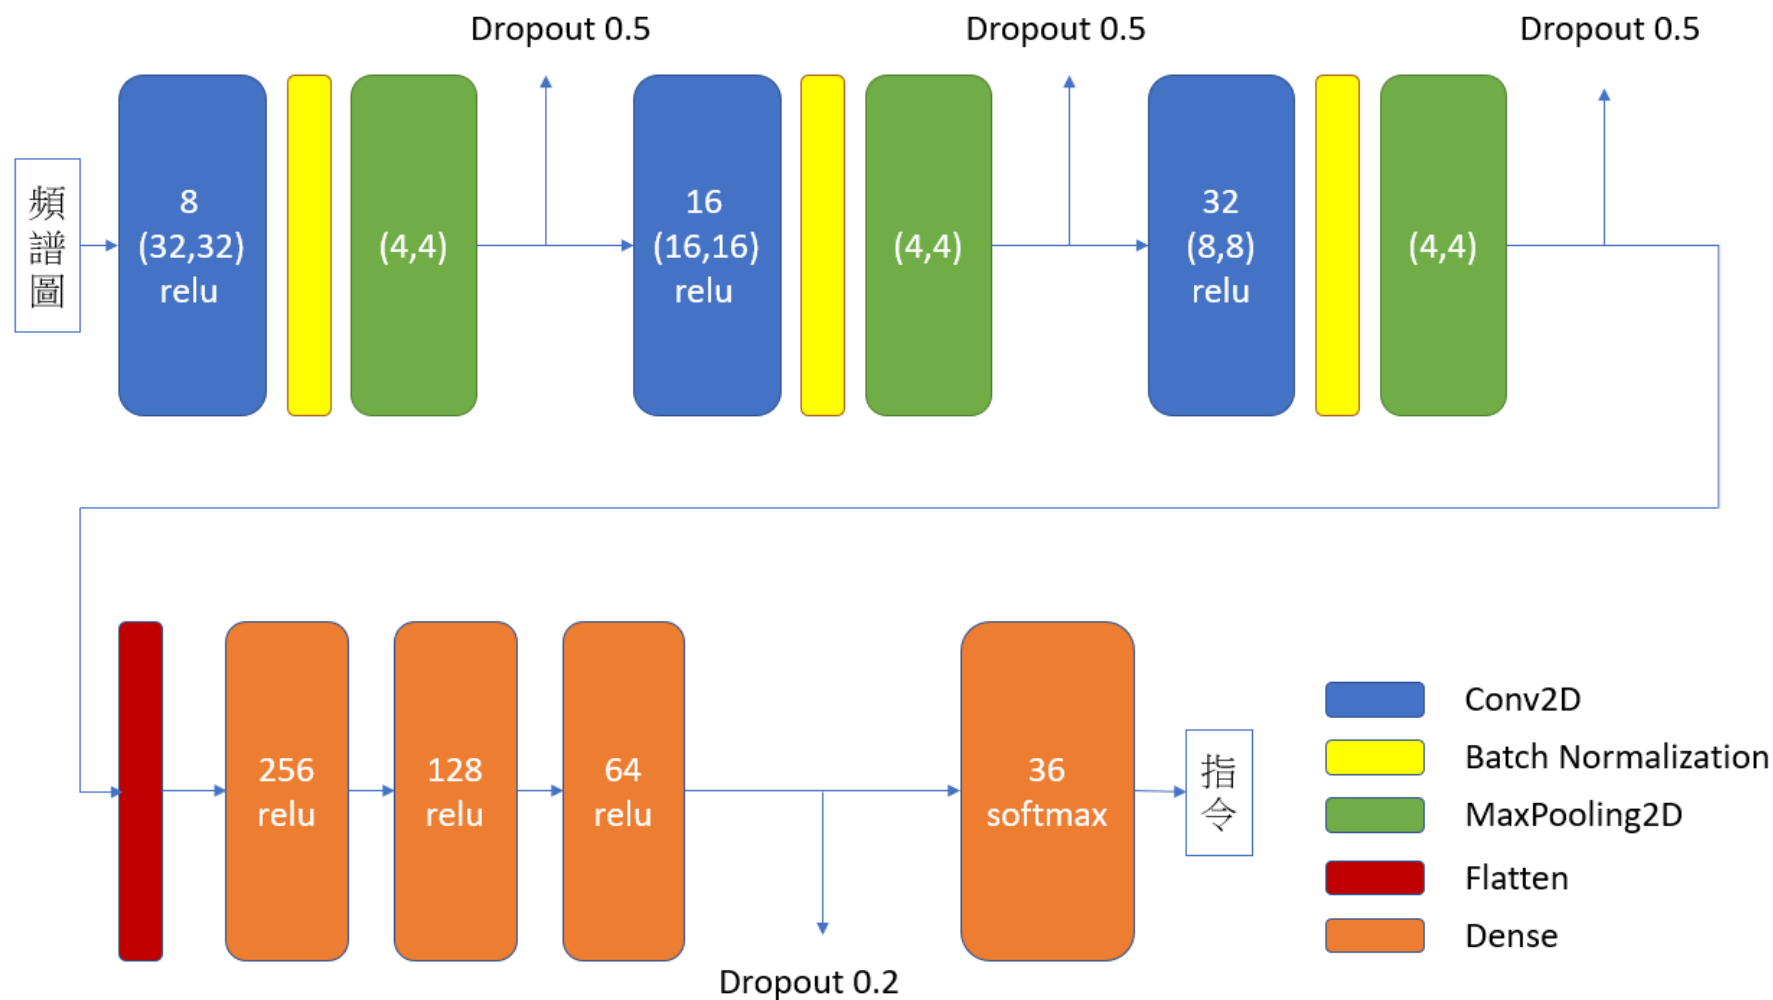 Dropout 0.5
Dropout 0.5
Dropout 0.5
頻譜圖
8
(32,32)
relu
(4,4)
16
(16,16)
relu
(4,4)
32
(8,8)
relu
(4,4)
256
relu
128
relu
64
relu
Dropout 0.2
36
softmax
指令
Conv2D
Batch Normalization
MaxPooling2D
Flatten
Dense